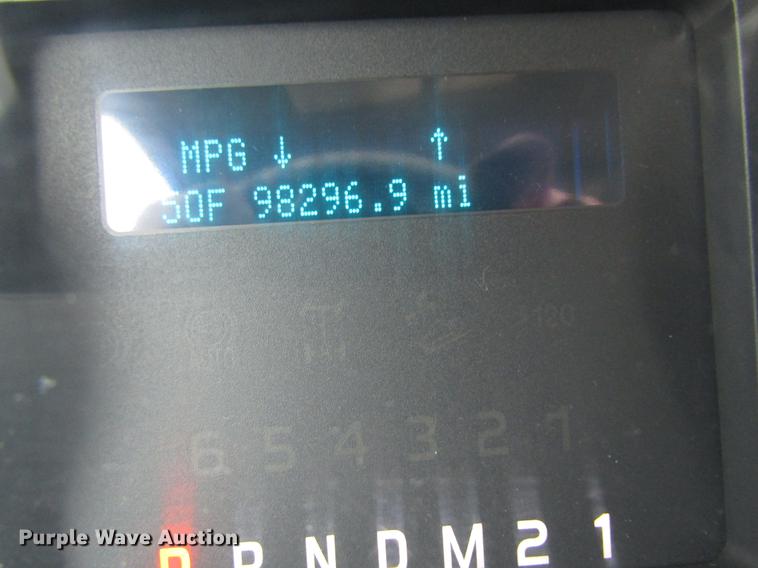 MPG ↓ ↑
50F 98296.9 mi
6 5 4 3 2 1
P R N D M 2 1
Purple Wave Auction